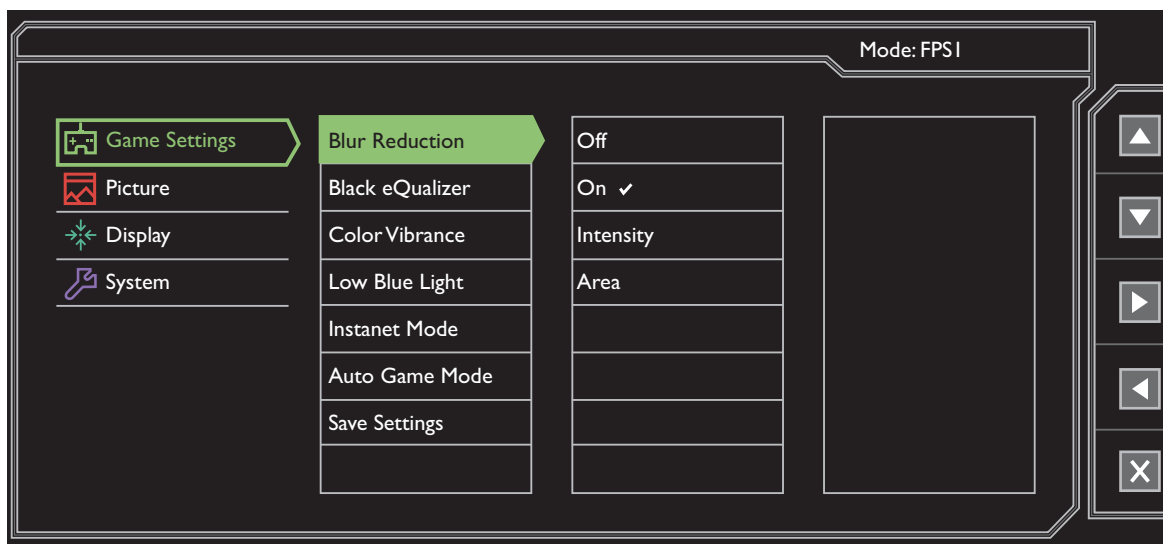 Mode: FPS1
Game Settings
Picture
Display
System
Blur Reduction
Black eQualizer
Color Vibrance
Low Blue Light
Instanet Mode
Auto Game Mode
Save Settings
Off
On ✔
Intensity
Area